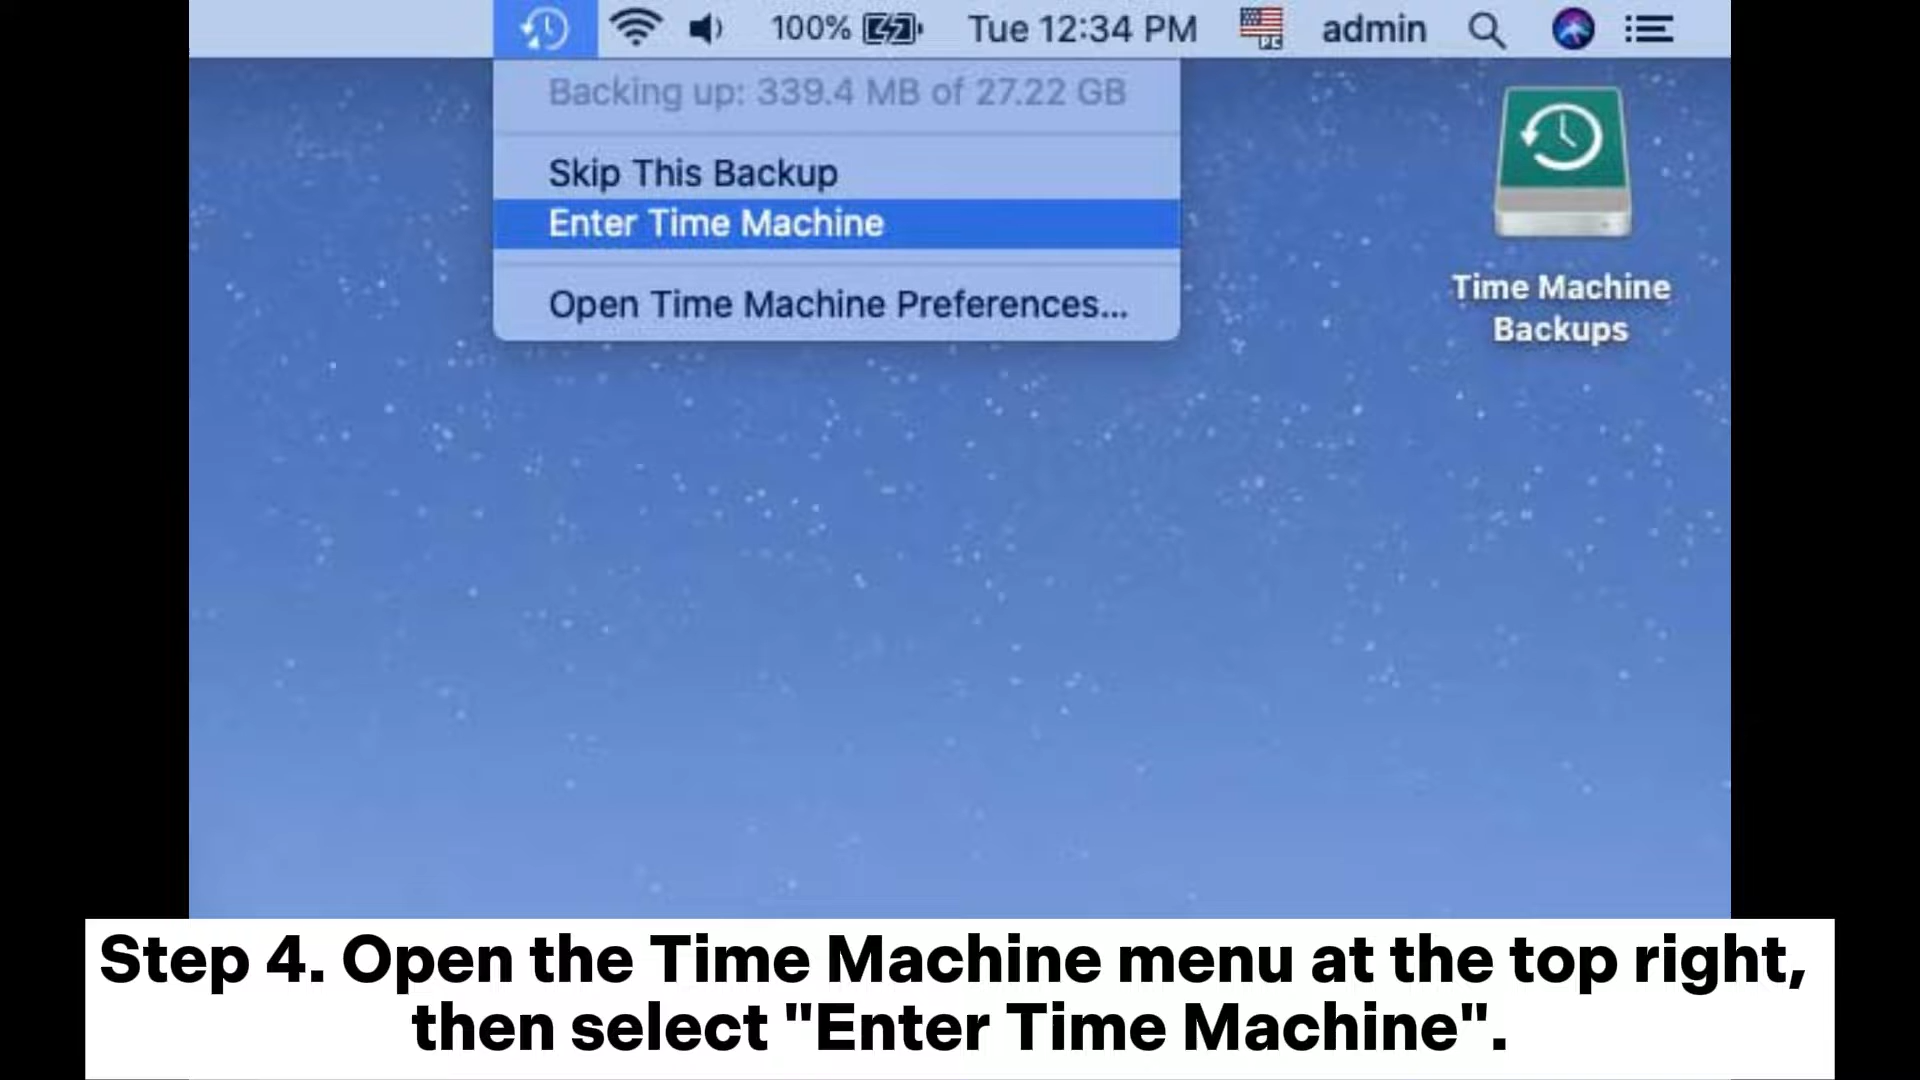 100% Tue 12:34 PM PC admin
Backing up: 339.4 MB of 27.22 GB
Skip This Backup
Enter Time Machine
Open Time Machine Preferences...
Time Machine
Backups
Step 4. Open the Time Machine menu at the top right,
then select "Enter Time Machine".